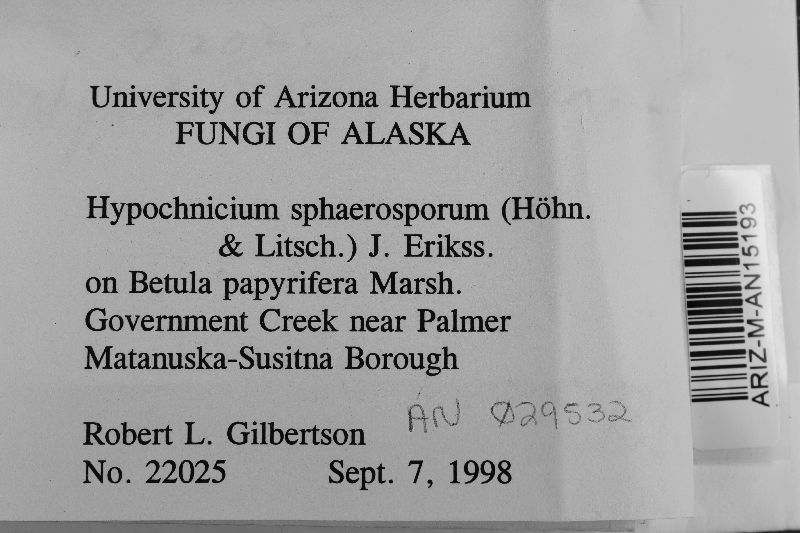 University of Arizona Herbarium
FUNGI OF ALASKA
Hypochnicium sphaerosporum (Höhn.
& Litsch.) J. Erikss.
on Betula papyrifera Marsh.
Government Creek near Palmer
Matanuska-Susitna Borough
AN Ø29532
Robert L. Gilbertson
No. 22025 Sept. 7, 1998
ARIZ-M-AN15193